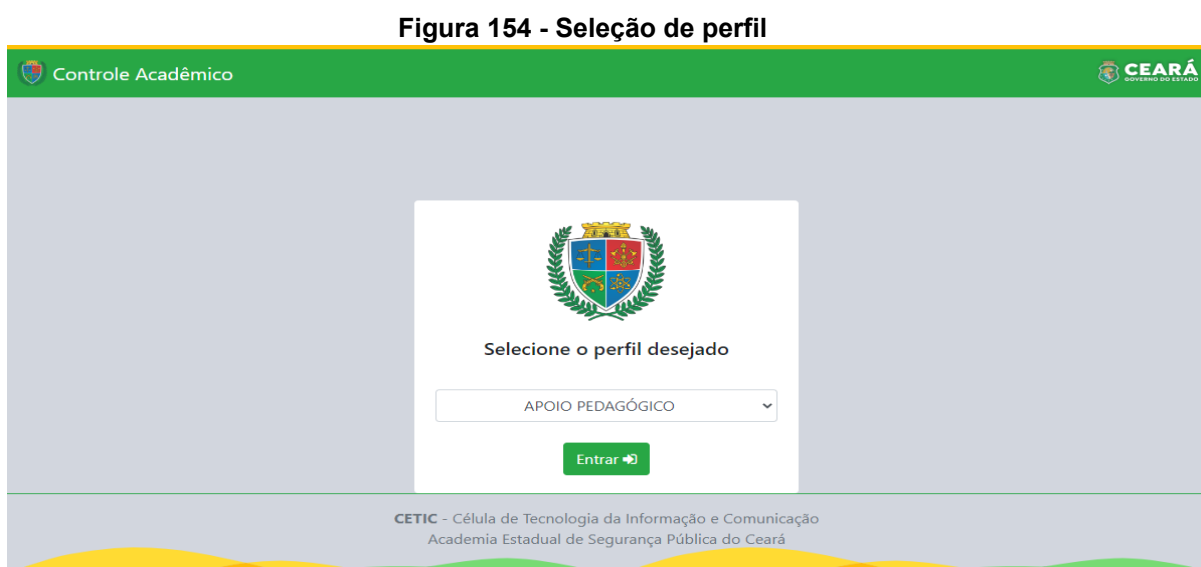 Figura 154 - Seleção de perfil
Controle Acadêmico
CEARÁ
GOVERNO DO ESTADO
Selecione o perfil desejado
APOIO PEDAGÓGICO
Entrar
CETIC - Célula de Tecnologia da Informação e Comunicação
Academia Estadual de Segurança Pública do Ceará